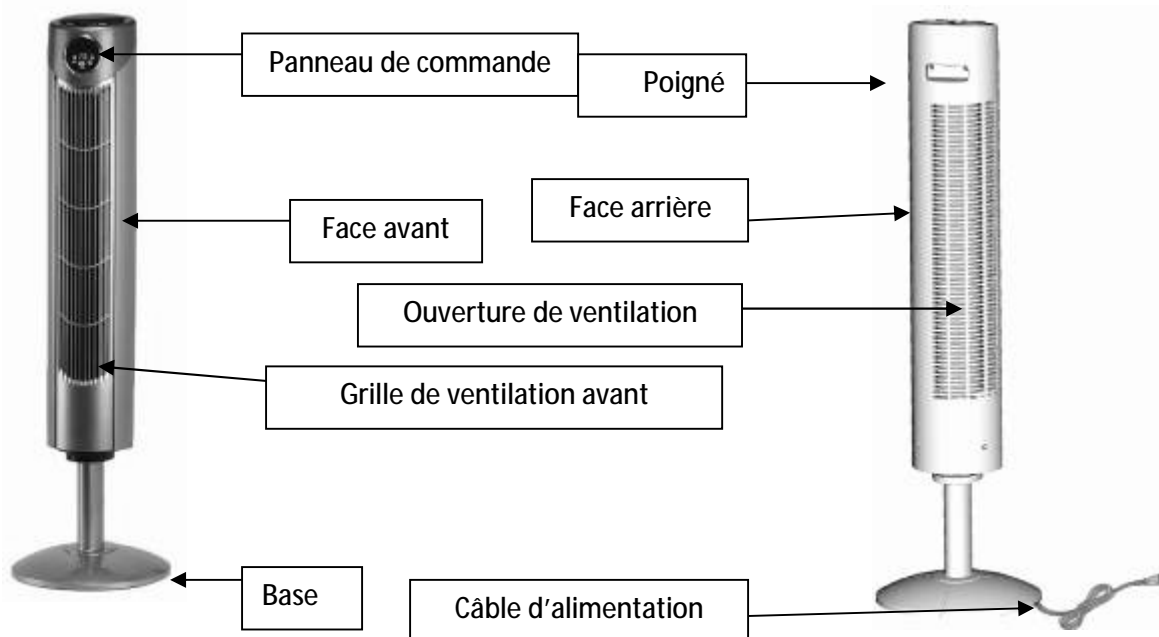 Panneau de commande
Poigné
Face avant
Face arrière
Ouverture de ventilation
Grille de ventilation avant
Base
Câble d'alimentation